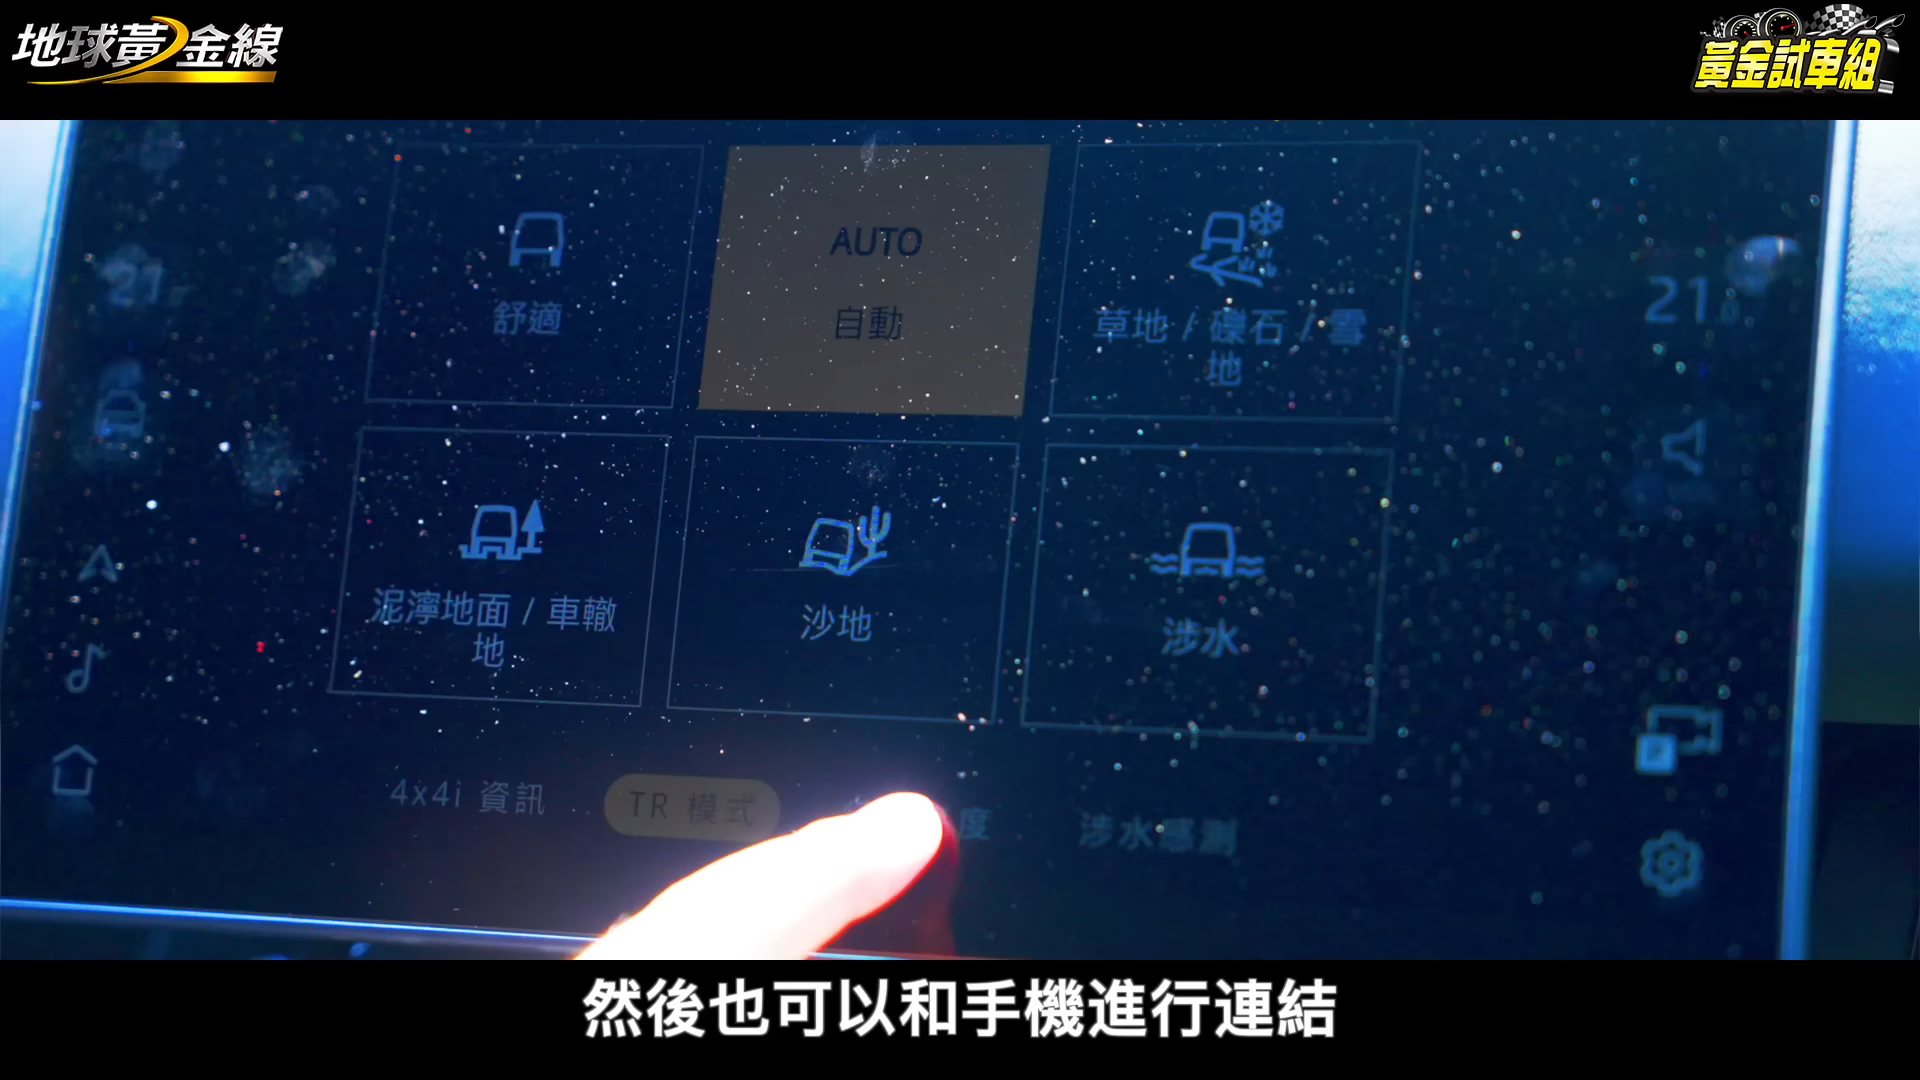 地球黃金線
黃金試車組
21
21.0
舒適
AUTO
自動
草地 / 礫石 / 雪
地
泥濘地面 / 車轍
地
沙地
涉水
4x4i 資訊
TR 模式
度
涉水感測
然後也可以和手機進行連結